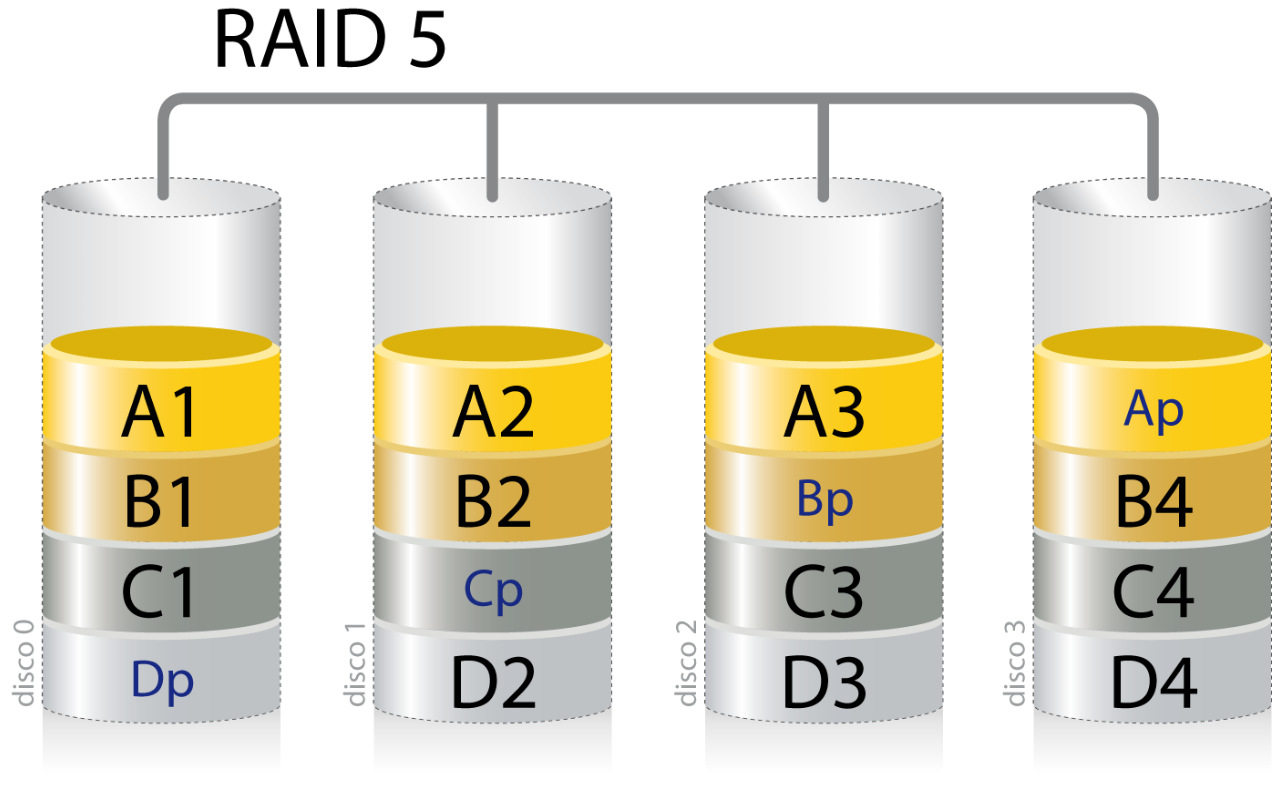 RAID 5
A1 A2 A3 Ap
B1 B2 Bp B4
C1 Cp C3 C4
Dp D2 D3 D4
disco 0 disco 1 disco 2 disco 3